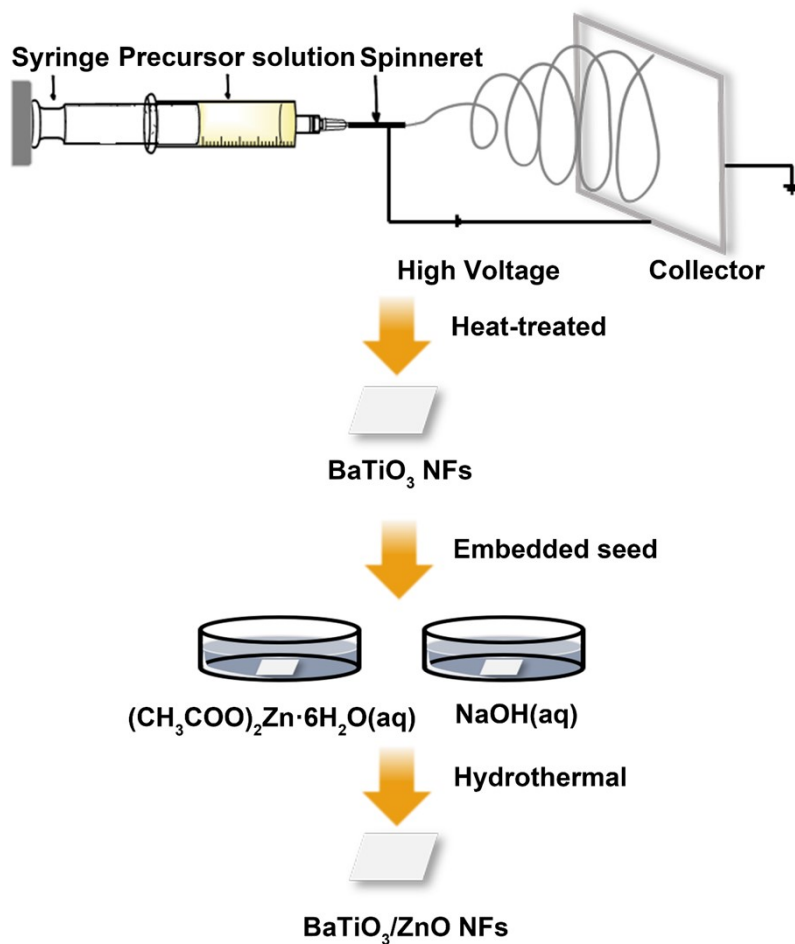 Syringe Precursor solution Spinneret
High Voltage Collector
Heat-treated
BaTiO₃ NFs
Embedded seed
(CH₃COO)₂Zn·6H₂O(aq) NaOH(aq)
Hydrothermal
BaTiO₃/ZnO NFs